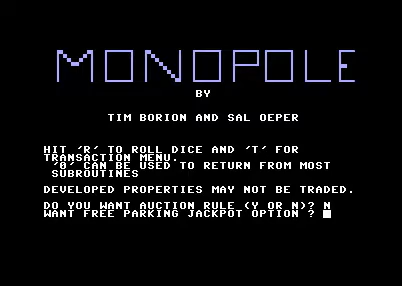 MONOPOLE
BY
TIM BORION AND SAL OEPER
HIT 'R' TO ROLL DICE AND 'T' FOR
TRANSACTION MENU.
'0' CAN BE USED TO RETURN FROM MOST
SUBROUTINES
DEVELOPED PROPERTIES MAY NOT BE TRADED.
DO YOU WANT AUCTION RULE (Y OR N)? N
WANT FREE PARKING JACKPOT OPTION ?